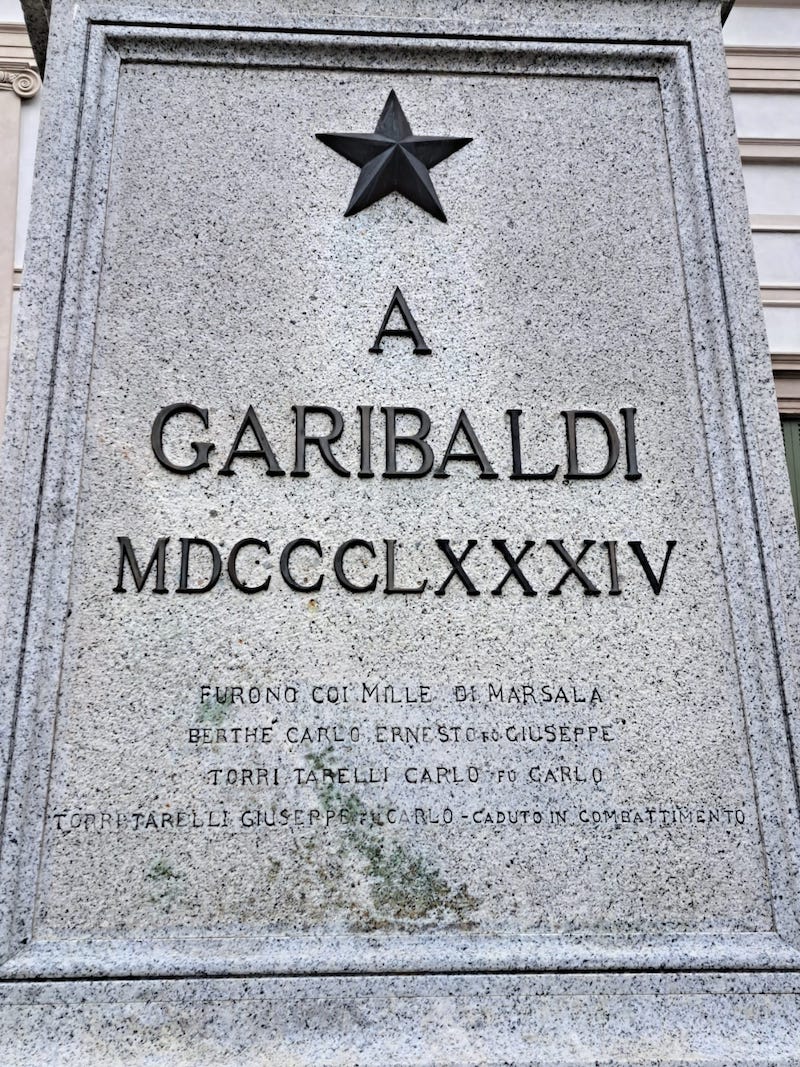 A
GARIBALDI
MDCCCLXXXIV
FURONO COI MILLE DI MARSALA
BERTHE CARLO ERNESTO FU GIUSEPPE
TORRI TARELLI CARLO FU CARLO
TORRI TARELLI GIUSEPPE FU CARLO - CADUTO IN COMBATTIMENTO